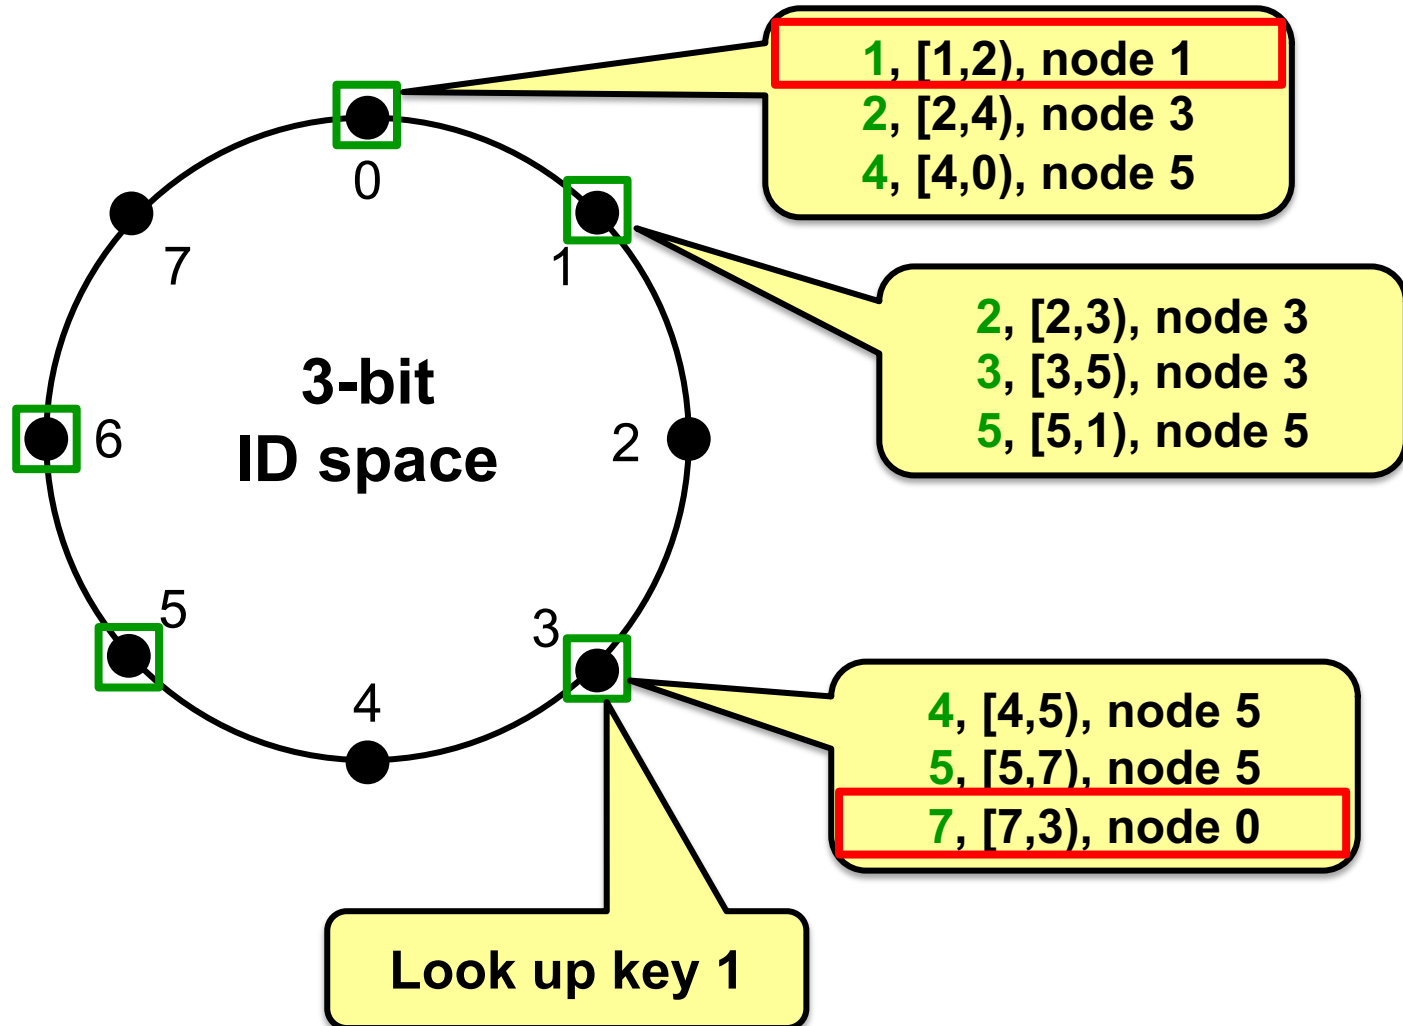 1, [1,2), node 1
2, [2,4), node 3
4, [4,0), node 5
0
7
1
2, [2,3), node 3
3, [3,5), node 3
5, [5,1), node 5
3-bit
ID space
6
2
5
3
4
4, [4,5), node 5
5, [5,7), node 5
7, [7,3), node 0
Look up key 1